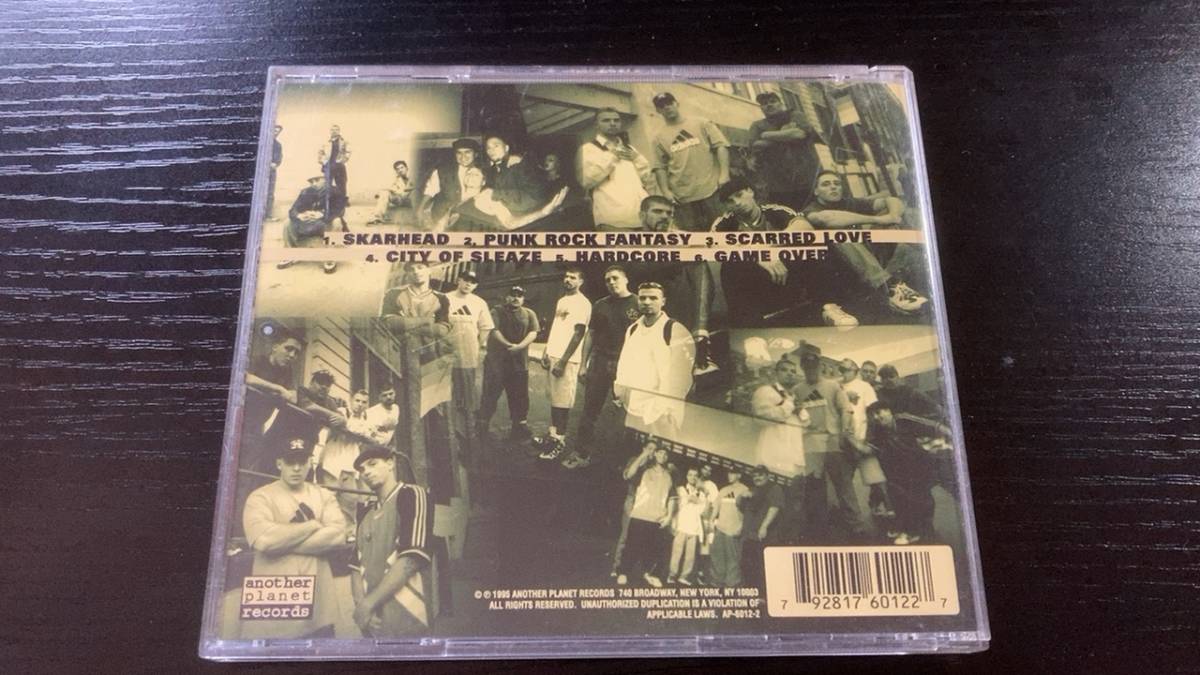 1. SKARHEAD 2. PUNK ROCK FANTASY 3. SCARRED LOVE
4. CITY OF SLEAZE 5. HARDCORE 6. GAME OVER
another
planet
records
© ℗ 1995 ANOTHER PLANET RECORDS 740 BROADWAY, NEW YORK, NY 10003
ALL RIGHTS RESERVED. UNAUTHORIZED DUPLICATION IS A VIOLATION OF
APPLICABLE LAWS. AP-6012-2
7 92817 60122 7